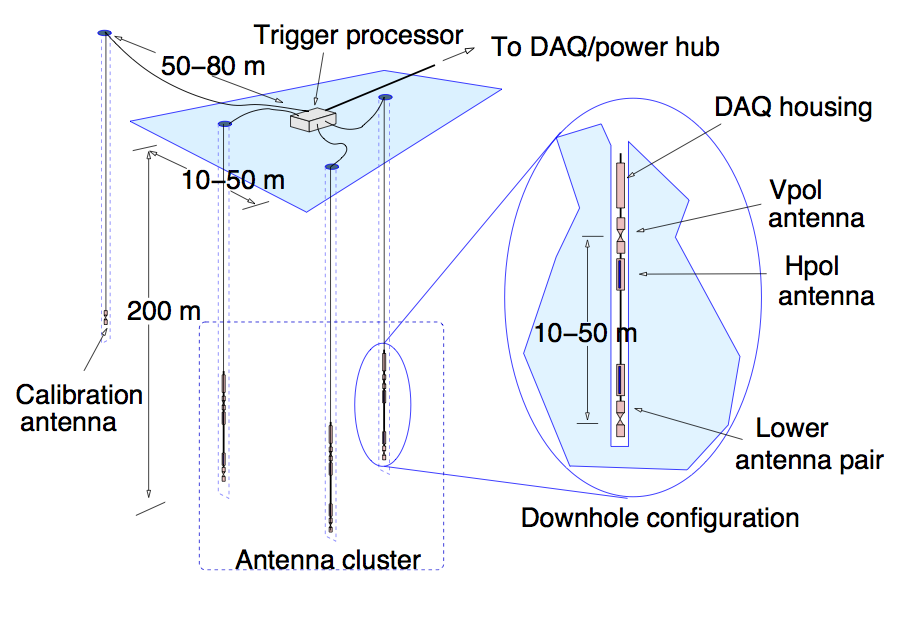 Trigger processor
To DAQ/power hub
50−80 m
DAQ housing
10−50 m
Vpol
antenna
Hpol
antenna
200 m
10−50 m
Calibration
antenna
Lower
antenna pair
Downhole configuration
Antenna cluster